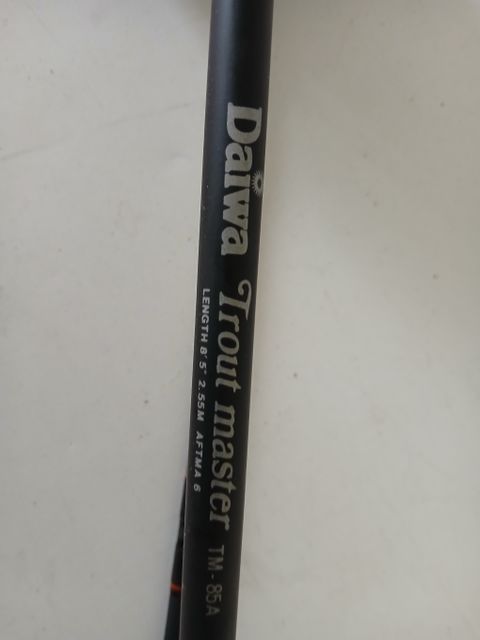 Daiwa Trout master TM-85A
LENGTH 8' 5" 2.55M AFTMA 6